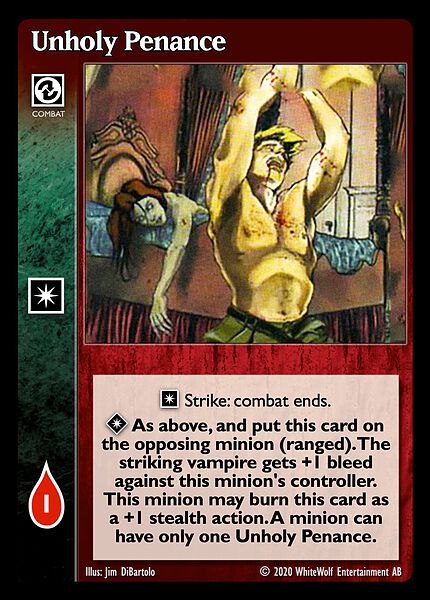 Unholy Penance
COMBAT
Strike: combat ends.
As above, and put this card on
the opposing minion (ranged). The
striking vampire gets +1 bleed
against this minion's controller.
This minion may burn this card as
a +1 stealth action. A minion can
have only one Unholy Penance.
1
Illus: Jim DiBartolo © 2020 WhiteWolf Entertainment AB